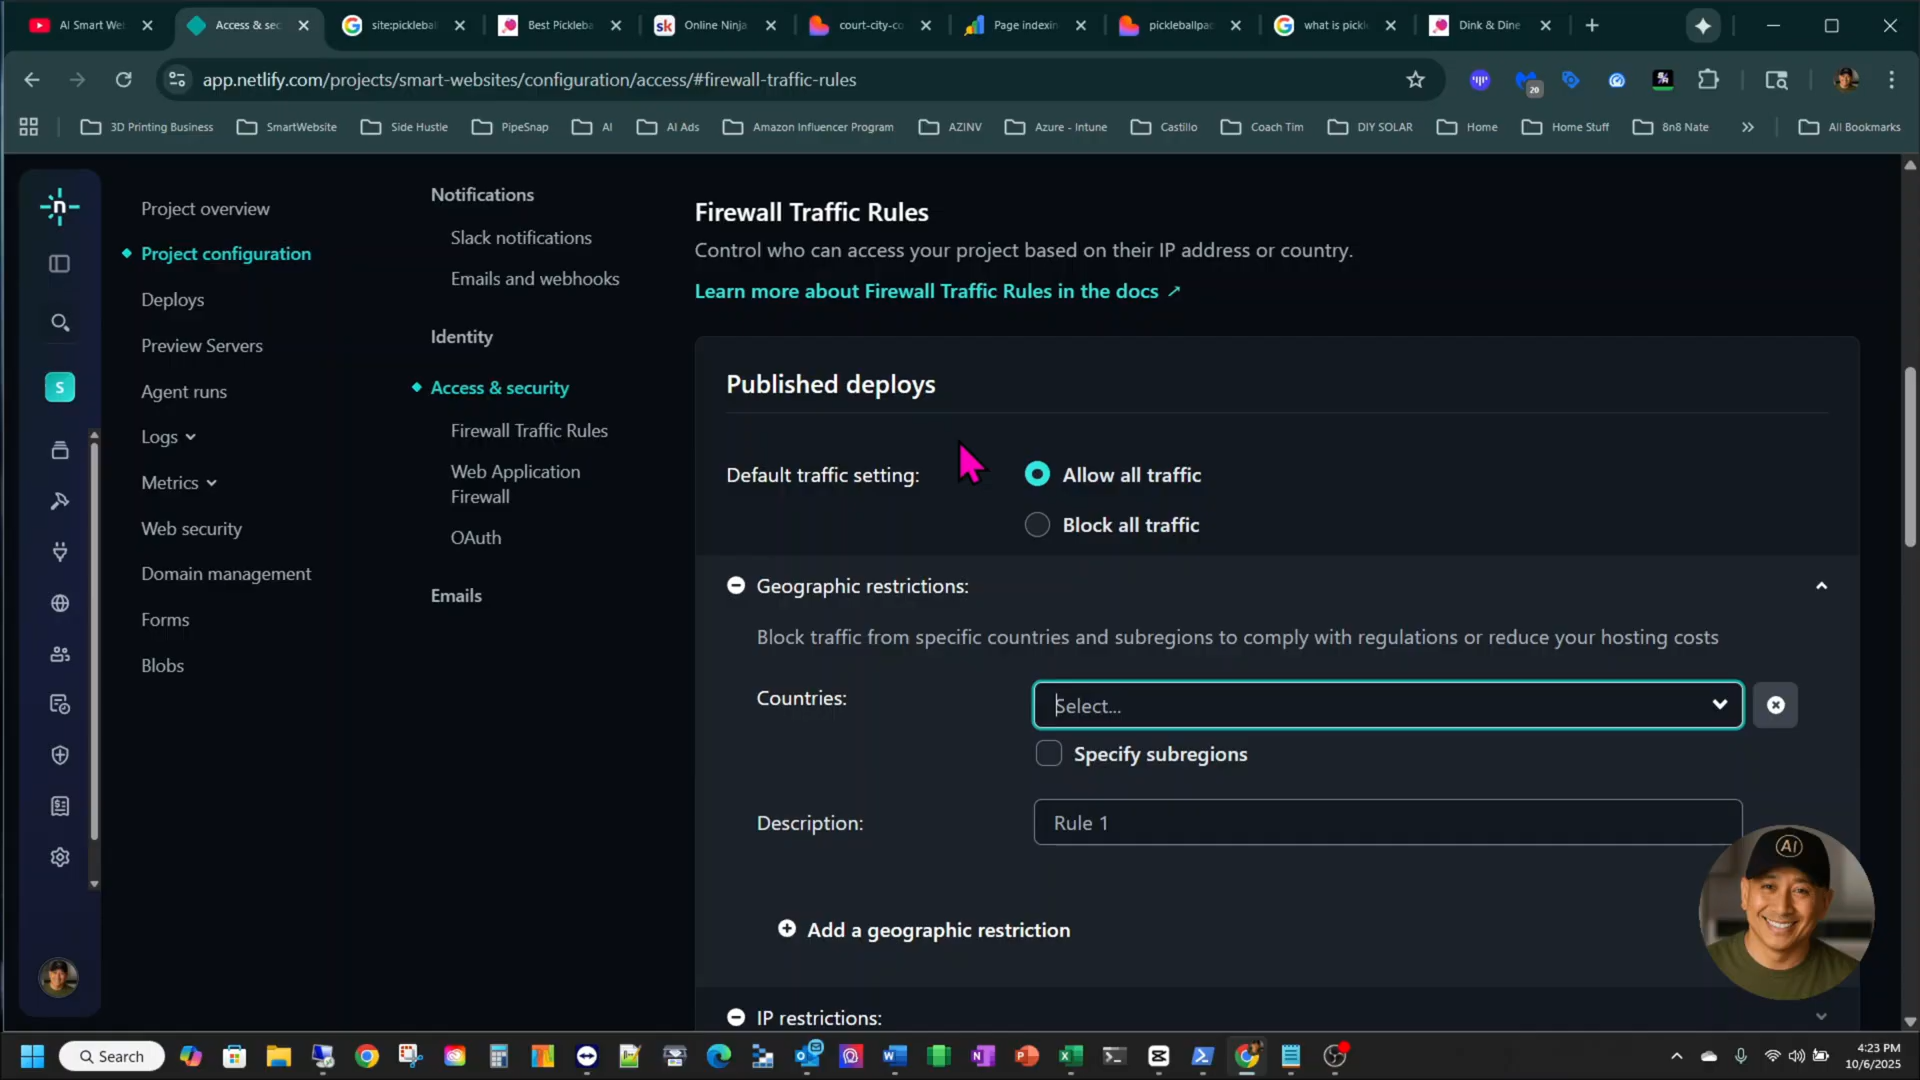 AI Smart We
Access & sec
site:pickleba
Best Pickleba
Online Ninja
court-city-co
Page indexin
pickleballpa
what is pickl
Dink & Dine
app.netlify.com/projects/smart-websites/configuration/access/#firewall-traffic-rules
20
3D Printing Business
SmartWebsite
Side Hustle
PipeSnap
AI
AI Ads
Amazon Influencer Program
AZINV
Azure - Intune
Castillo
Coach Tim
DIY SOLAR
Home
Home Stuff
8n8 Nate
All Bookmarks
Project overview
Project configuration
Deploys
Preview Servers
Agent runs
Logs
Metrics
Web security
Domain management
Forms
Blobs
S
Notifications
Slack notifications
Emails and webhooks
Identity
Access & security
Firewall Traffic Rules
Web Application
Firewall
OAuth
Emails
Firewall Traffic Rules
Control who can access your project based on their IP address or country.
Learn more about Firewall Traffic Rules in the docs ↗
Published deploys
Default traffic setting:
Allow all traffic
Block all traffic
Geographic restrictions:
Block traffic from specific countries and subregions to comply with regulations or reduce your hosting costs
Countries:
Select...
Specify subregions
Description:
Rule 1
Add a geographic restriction
IP restrictions:
AI
Search
4:23 PM
10/6/2025